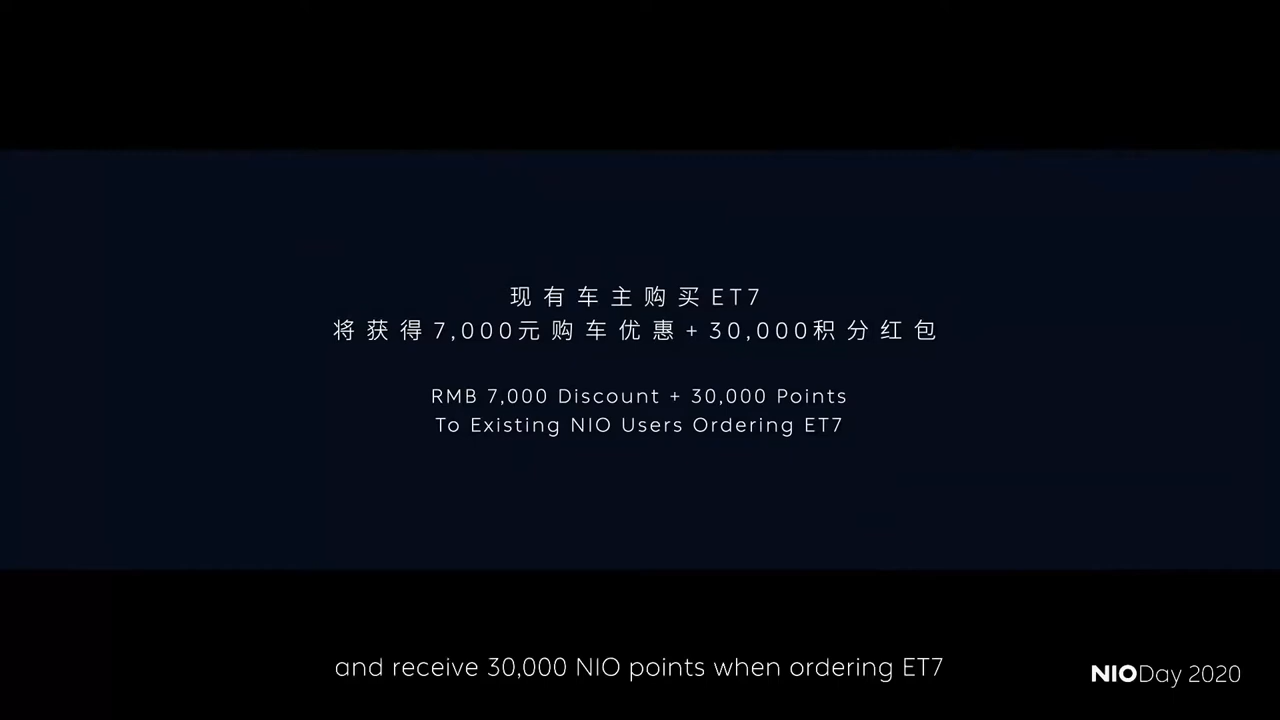 现有车主购买ET7
将获得7,000元购车优惠+30,000积分红包
RMB 7,000 Discount + 30,000 Points
To Existing NIO Users Ordering ET7
and receive 30,000 NIO points when ordering ET7
NIODay 2020